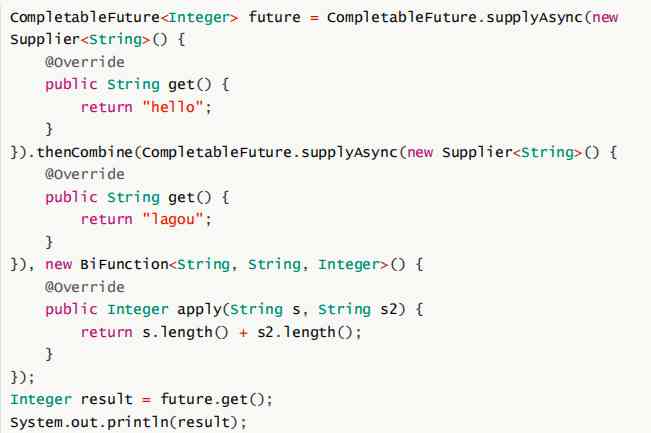 CompletableFuture<Integer> future = CompletableFuture.supplyAsync(new
Supplier<String>() {
    @Override
    public String get() {
        return "hello";
    }
}).thenCombine(CompletableFuture.supplyAsync(new Supplier<String>() {
    @Override
    public String get() {
        return "lagou";
    }
}), new BiFunction<String, String, Integer>() {
    @Override
    public Integer apply(String s, String s2) {
        return s.length() + s2.length();
    }
});
Integer result = future.get();
System.out.println(result);